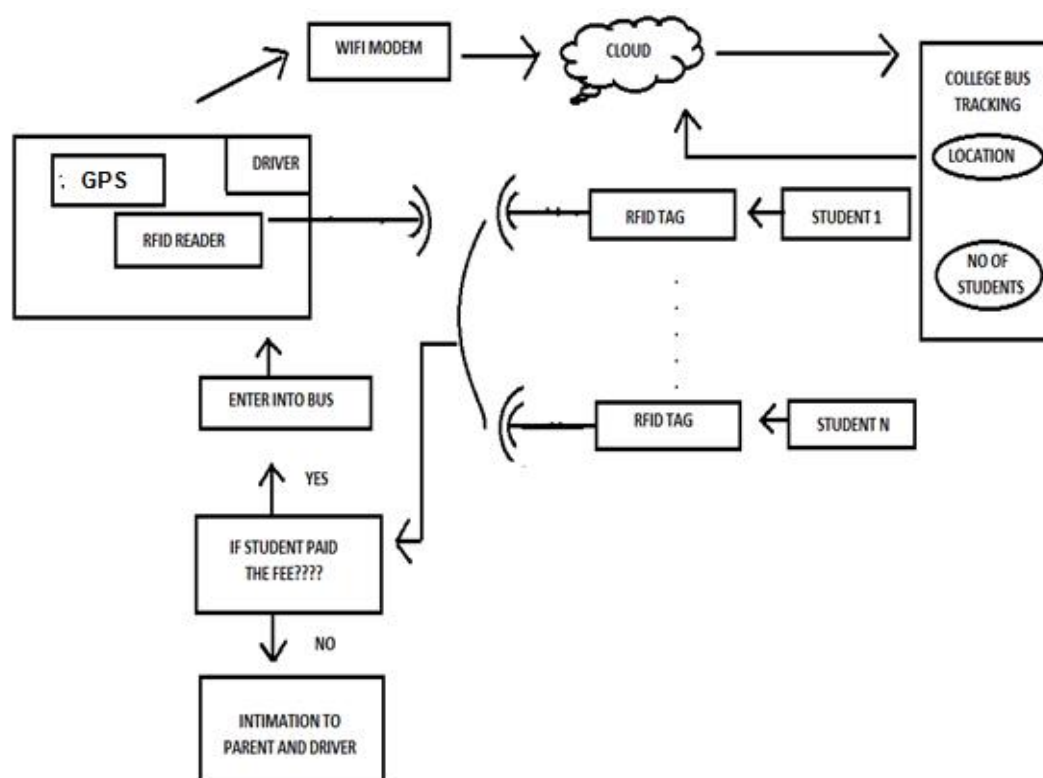 WIFI MODEM
CLOUD
COLLEGE BUS
TRACKING
LOCATION
NO OF
STUDENTS
DRIVER
: GPS
RFID READER
RFID TAG
STUDENT 1
RFID TAG
STUDENT N
ENTER INTO BUS
YES
IF STUDENT PAID
THE FEE????
NO
INTIMATION TO
PARENT AND DRIVER